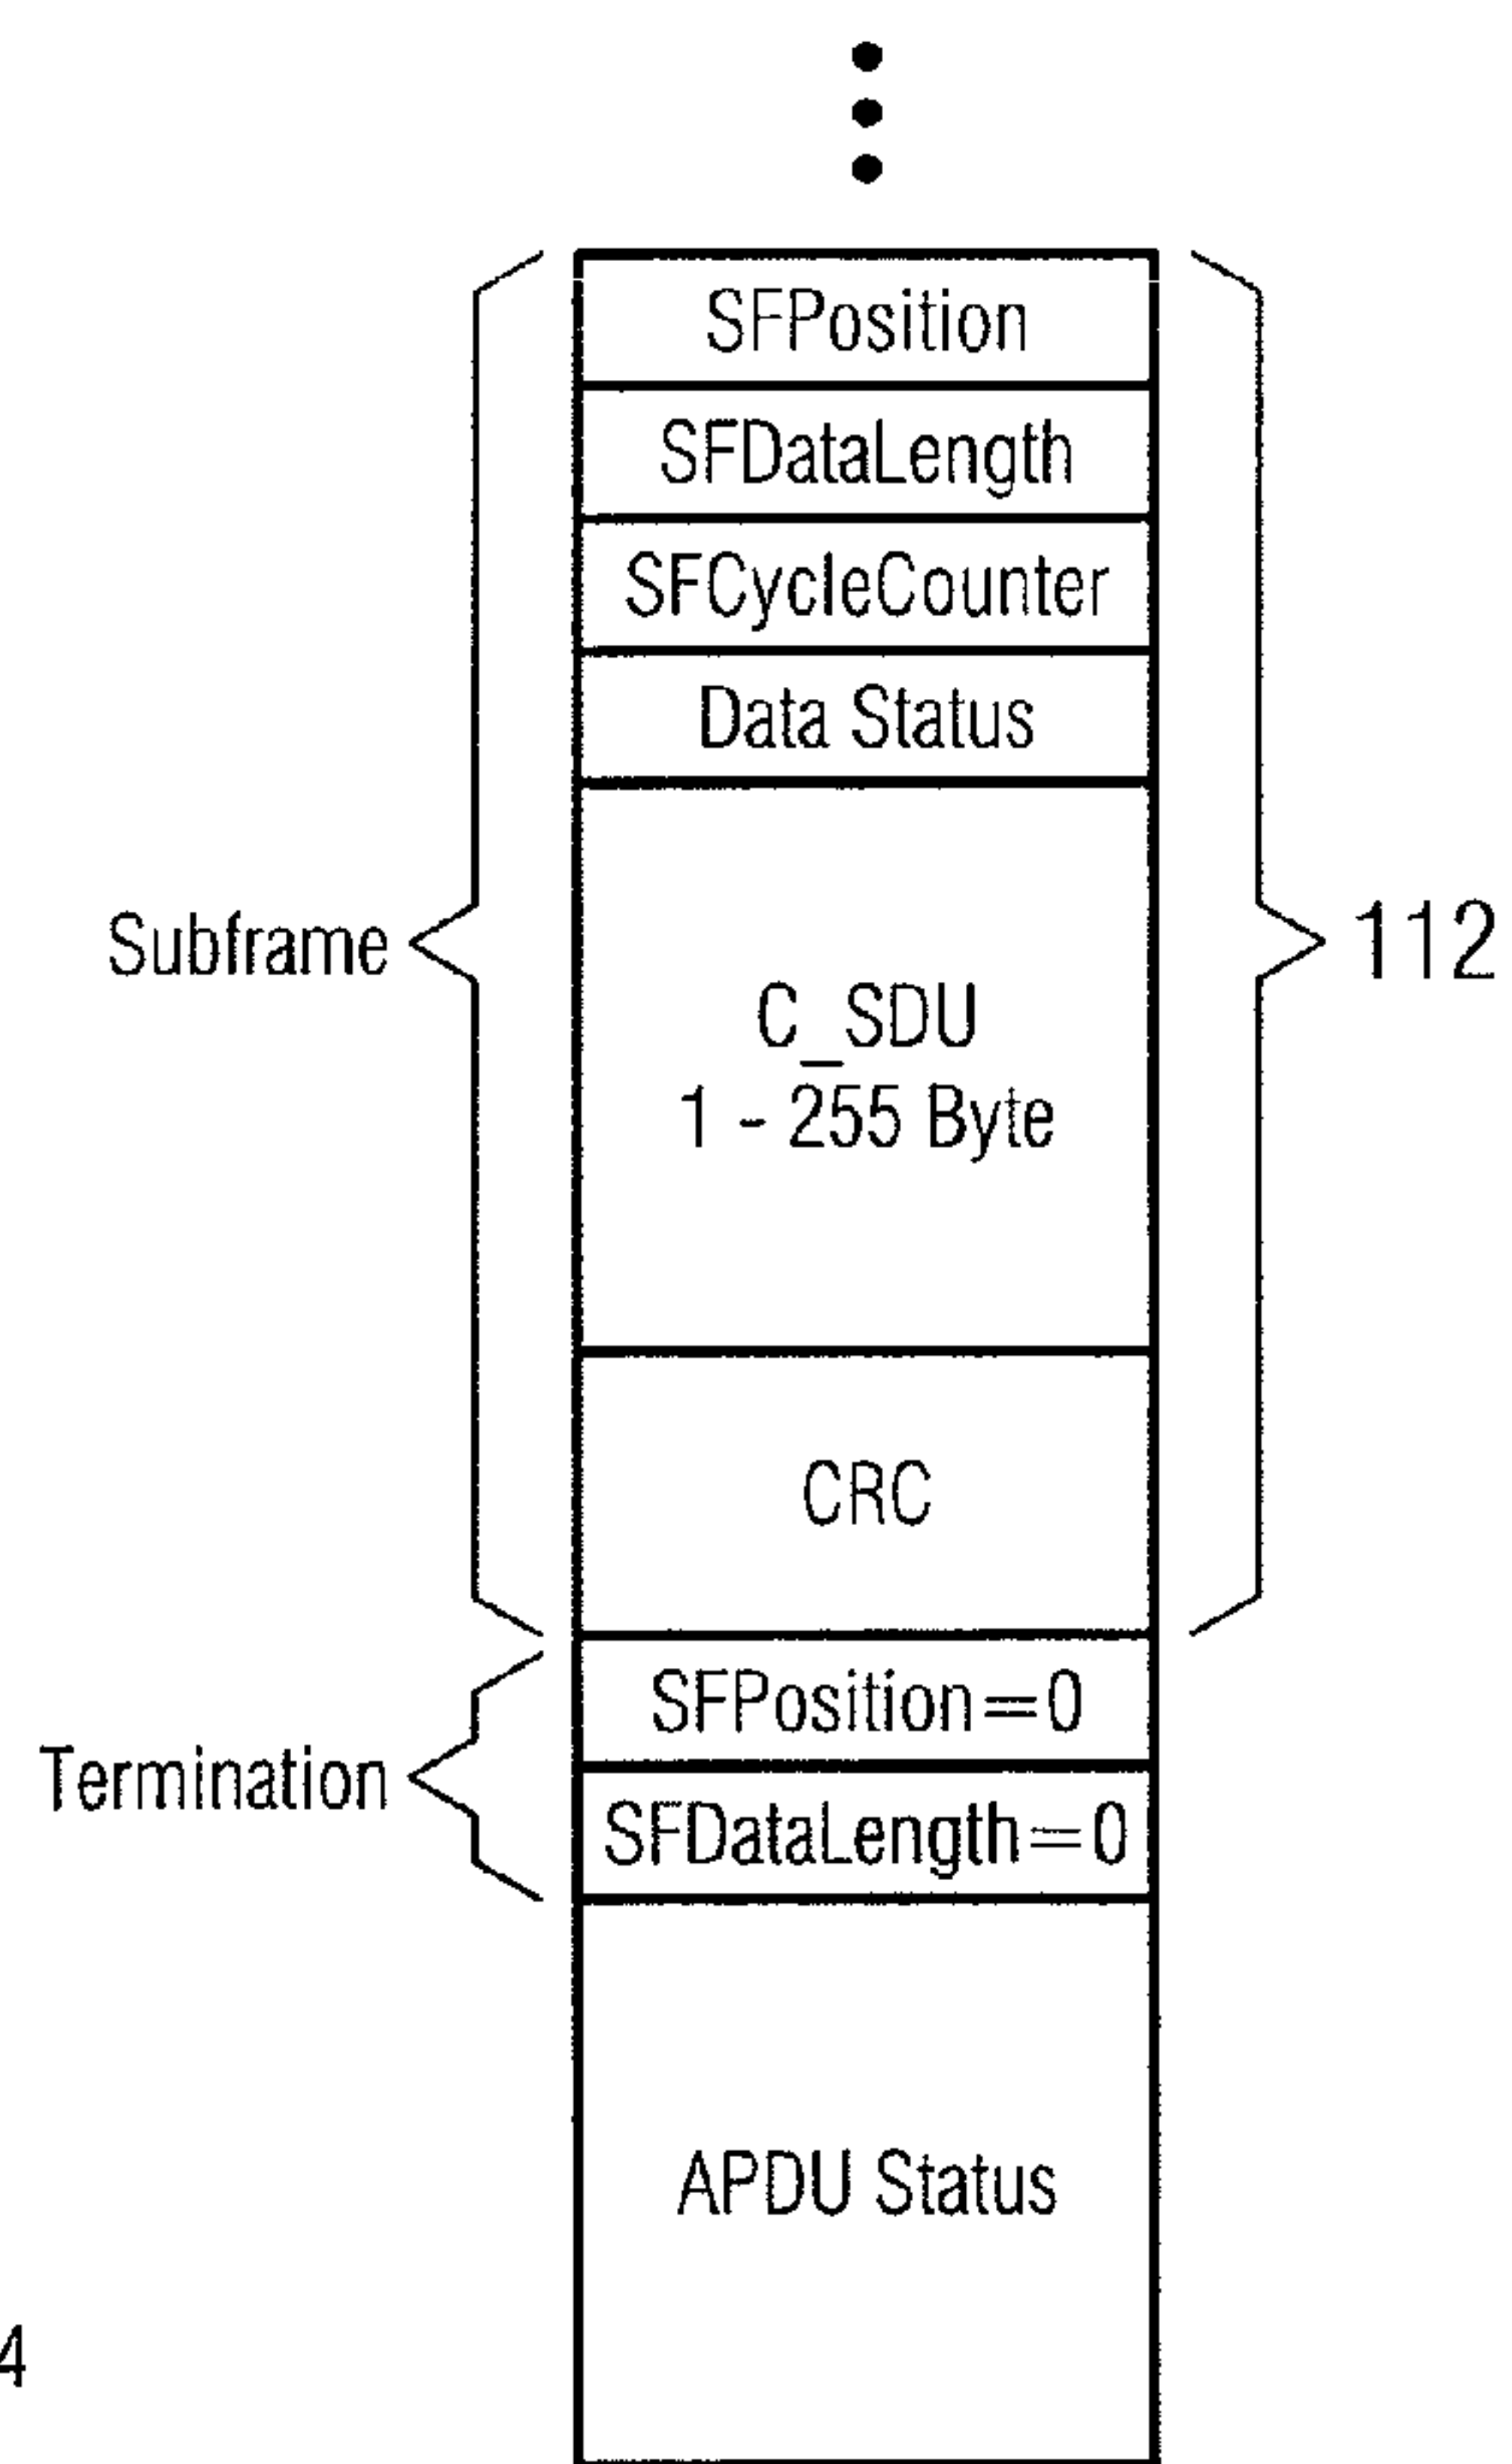 SFPosition
SFDataLength
SFCycleCounter
Data Status
Subframe
112
C_SDU
1 - 255 Byte
CRC
SFPosition=0
Termination
SFDataLength=0
APDU Status
4